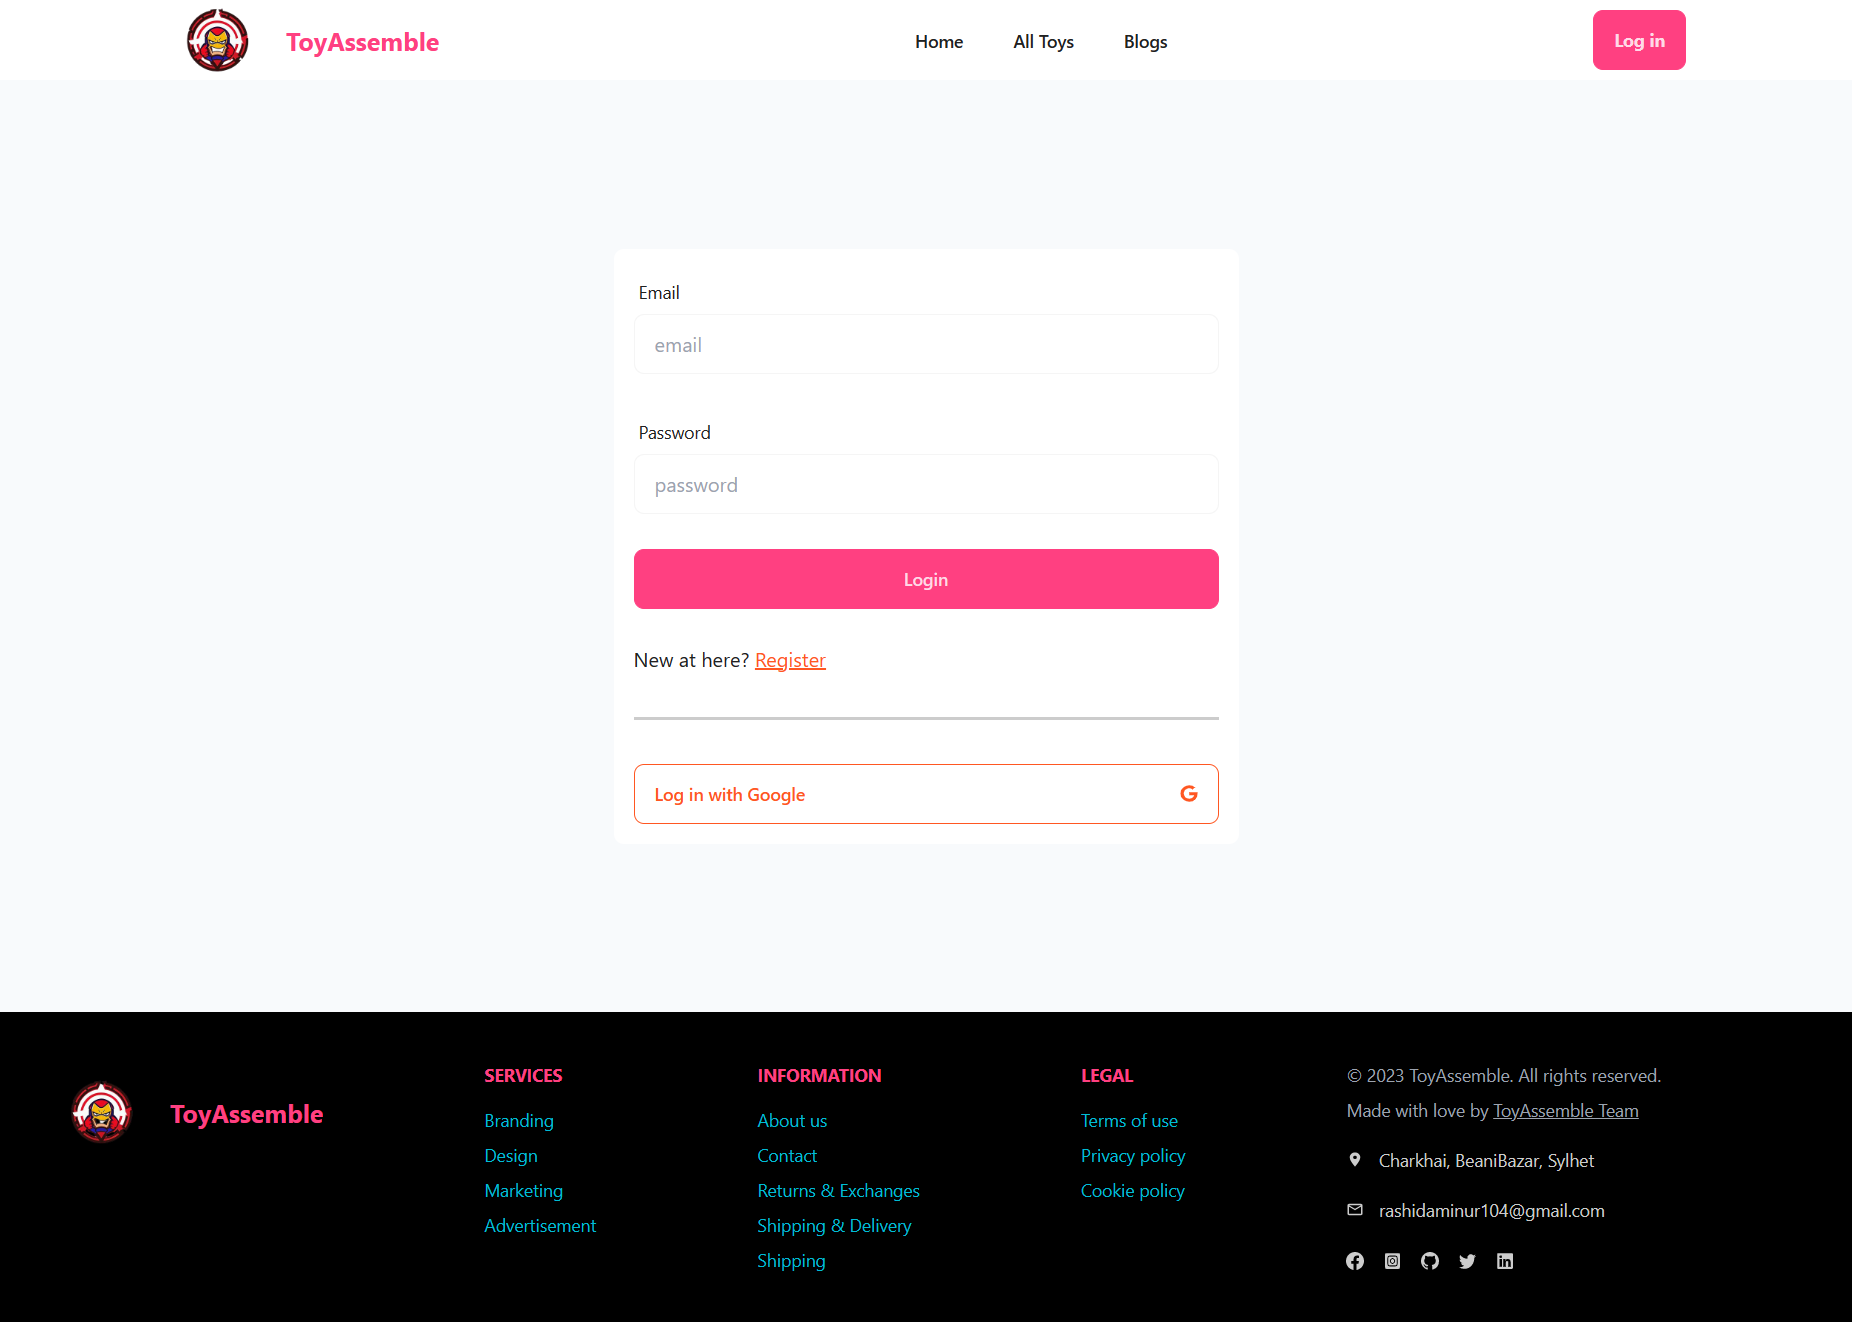 ToyAssemble
Home
All Toys
Blogs
Log in
Email
email
Password
password
Login
New at here? Register
Log in with Google
ToyAssemble
SERVICES
Branding
Design
Marketing
Advertisement
INFORMATION
About us
Contact
Returns & Exchanges
Shipping & Delivery
Shipping
LEGAL
Terms of use
Privacy policy
Cookie policy
© 2023 ToyAssemble. All rights reserved.
Made with love by ToyAssemble Team
Charkhai, BeaniBazar, Sylhet
rashidaminur104@gmail.com